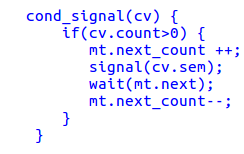 cond_signal(cv) {
if(cv.count>0) {
mt.next_count ++;
signal(cv.sem);
wait(mt.next);
mt.next_count--;
}
}